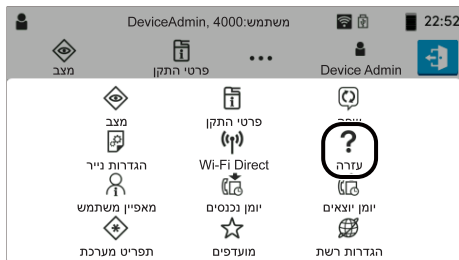 22:52 משתמש:DeviceAdmin, 4000
Device Admin ... פרטי התקן מצב
פרטי התקן מצב
עזרה Wi-Fi Direct הגדרות נייר
יומן יוצאים יומן נכנסים מאפיין משתמש
הגדרות רשת מועדפים תפריט מערכת